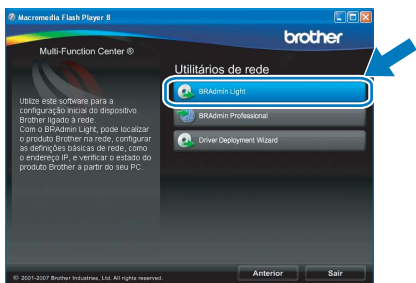 Macromedia Flash Player 8
brother
Multi-Function Center ®
Utilitários de rede
Utilize este software para a
configuração inicial do dispositivo
Brother ligado à rede.
Com o BRAdmin Light, pode localizar
o produto Brother na rede, configurar
as definições básicas de rede, como
o endereço IP, e verificar o estado do
produto Brother a partir do seu PC.
BRAdmin Light
BRAdmin Professional
Driver Deployment Wizard
© 2001-2007 Brother Industries, Ltd. All rights reserved.
Anterior
Sair